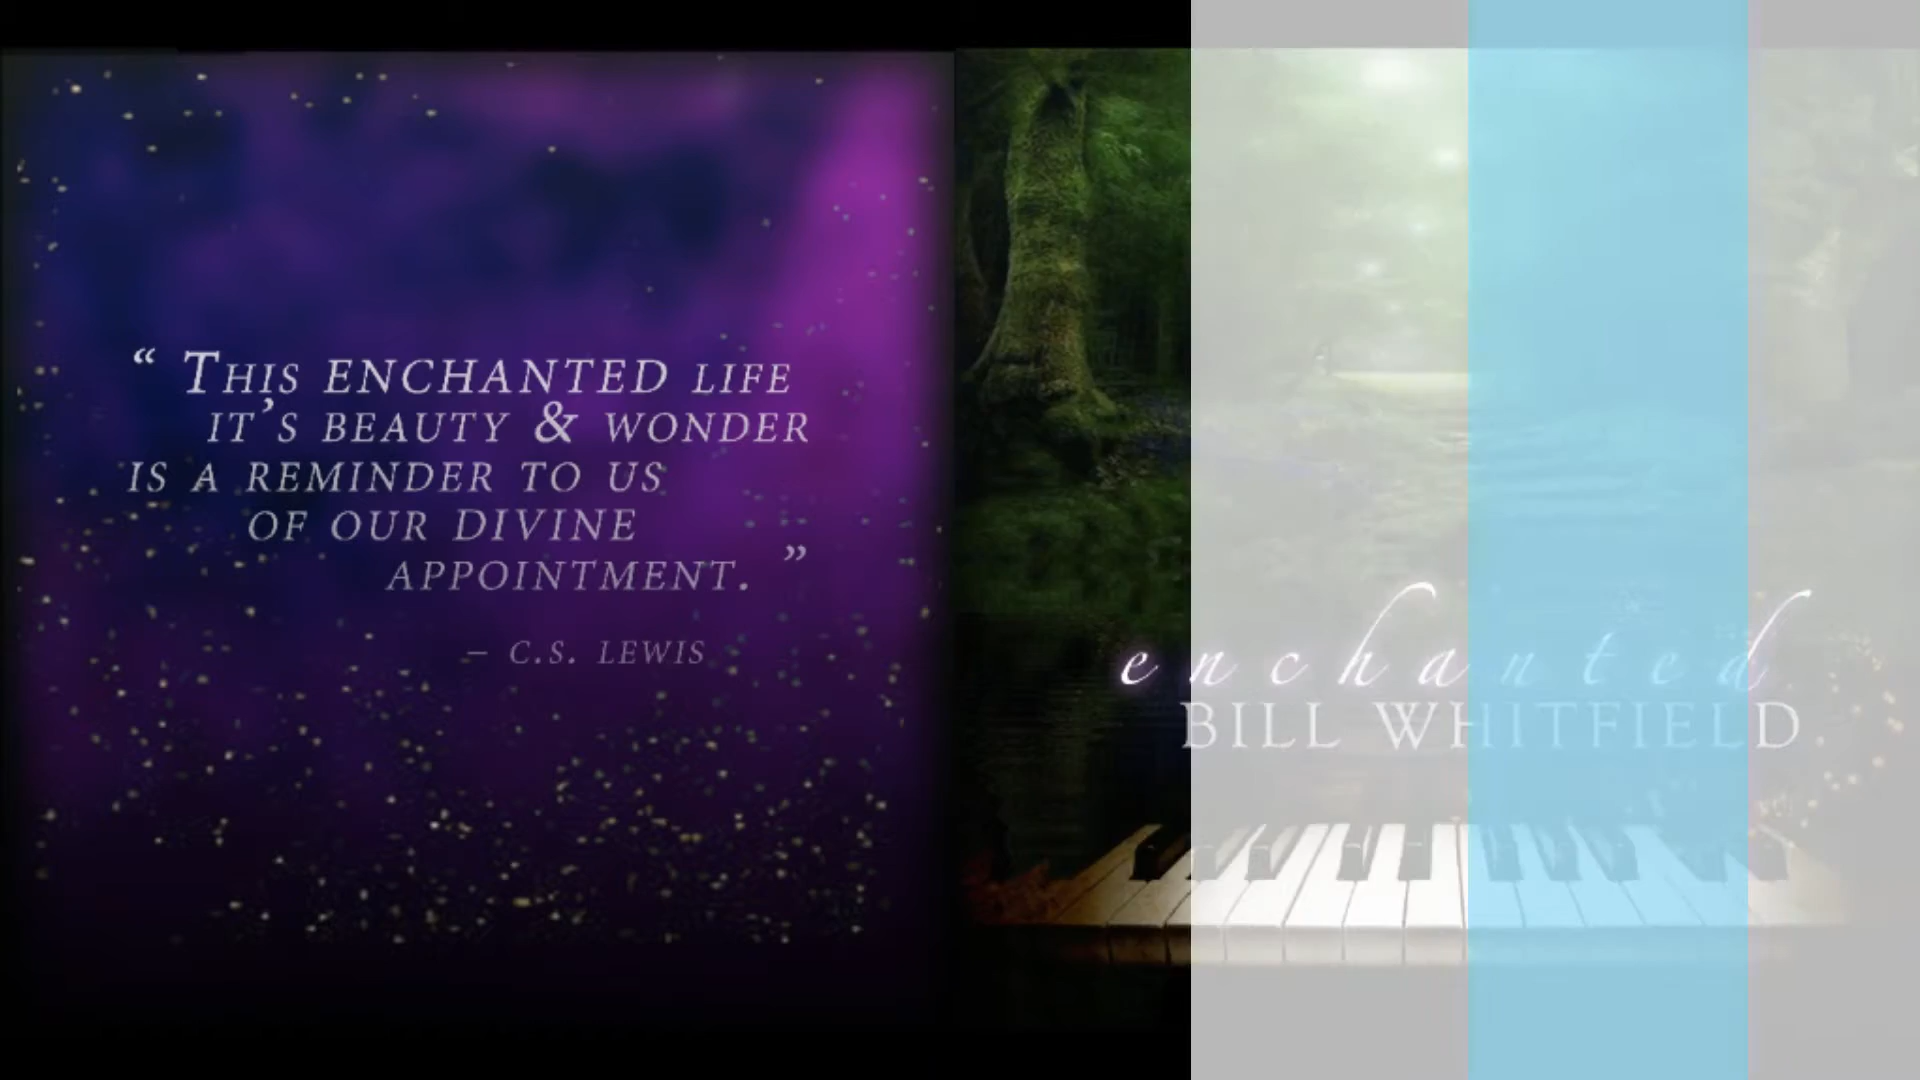 “ THIS ENCHANTED LIFE
IT’S BEAUTY & WONDER
IS A REMINDER TO US
OF OUR DIVINE
APPOINTMENT. ”
– C.S. LEWIS
enchanted
BILL WHITFIELD